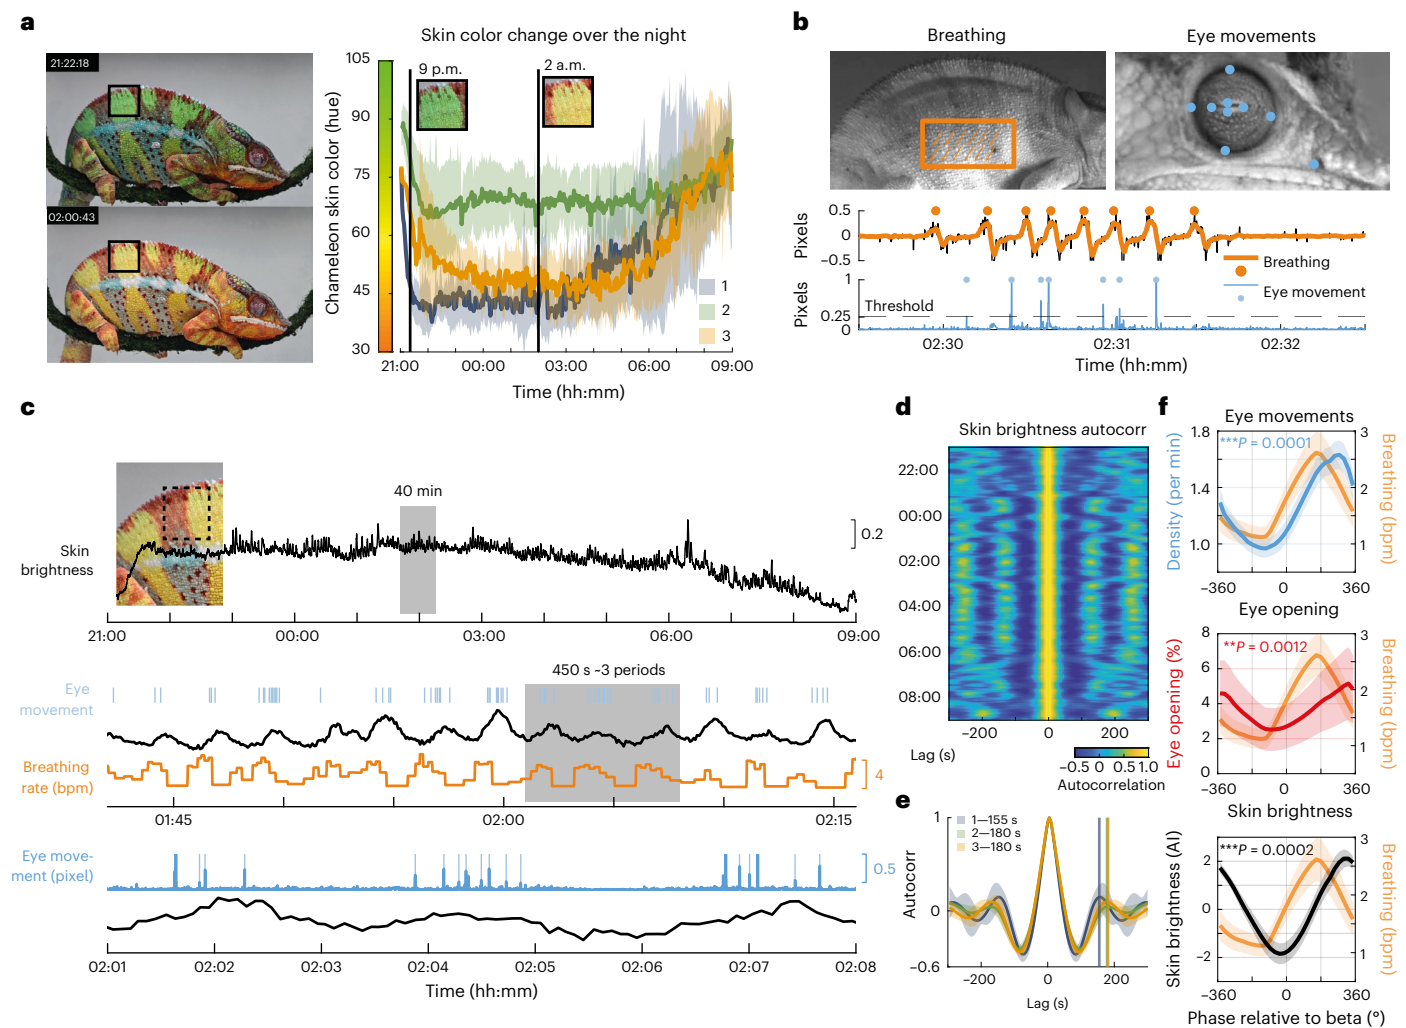 a
Skin color change over the night
21:22:18
02:00:43
Chameleon skin color (hue)
105
90
75
60
45
30
9 p.m.
2 a.m.
1
2
3
21:00
00:00
03:00
06:00
09:00
Time (hh:mm)
b
Breathing
Eye movements
Pixels
0.5
0
−0.5
Breathing
Eye movement
Pixels
1
0.25
0
Threshold
02:30
02:31
02:32
Time (hh:mm)
c
Skin
brightness
40 min
0.2
21:00
00:00
03:00
06:00
09:00
450 s ~3 periods
Eye
movement
Breathing
rate (bpm)
4
01:45
02:00
02:15
Eye move-
ment (pixel)
0.5
02:01
02:02
02:03
02:04
02:05
02:06
02:07
02:08
Time (hh:mm)
d
Skin brightness autocorr
22:00
00:00
02:00
04:00
06:00
08:00
−200
0
200
Lag (s)
−0.5
0
0.5
1.0
Autocorrelation
e
1—155 s
2—180 s
3—180 s
Autocorr
1
0
−0.6
−200
0
200
Lag (s)
f
Eye movements
***P = 0.0001
Density (per min)
1.8
1.4
1.0
Breathing (bpm)
3
2
1
−360
0
360
Eye opening
**P = 0.0012
Eye opening (%)
8
6
4
2
0
Breathing (bpm)
3
2
1
−360
0
360
Skin brightness
***P = 0.0002
Skin brightness (AI)
2
0
−2
Breathing (bpm)
3
2
1
−360
0
360
Phase relative to beta (°)